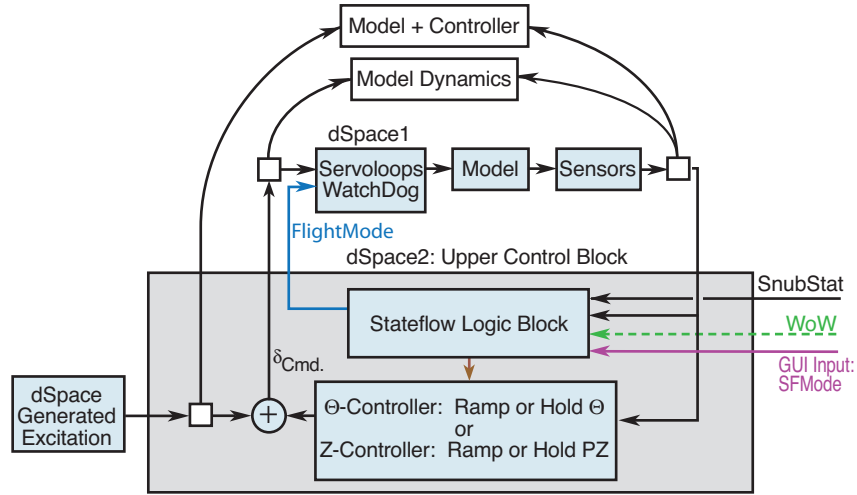 Model + Controller
Model Dynamics
dSpace1
Servoloops
WatchDog
Model
Sensors
FlightMode
dSpace2: Upper Control Block
SnubStat
Stateflow Logic Block
WoW
GUI Input:
SFMode
δCmd.
dSpace
Generated
Excitation
+
Θ-Controller: Ramp or Hold Θ
or
Z-Controller: Ramp or Hold PZ